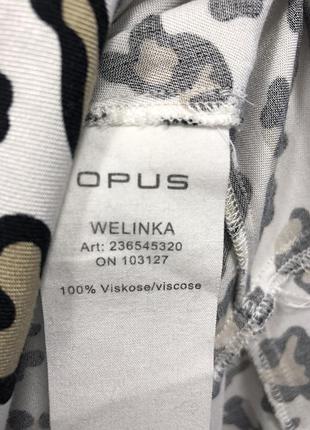 OPUS
WELINKA
Art: 236545320
ON 103127
100% Viskose/viscose